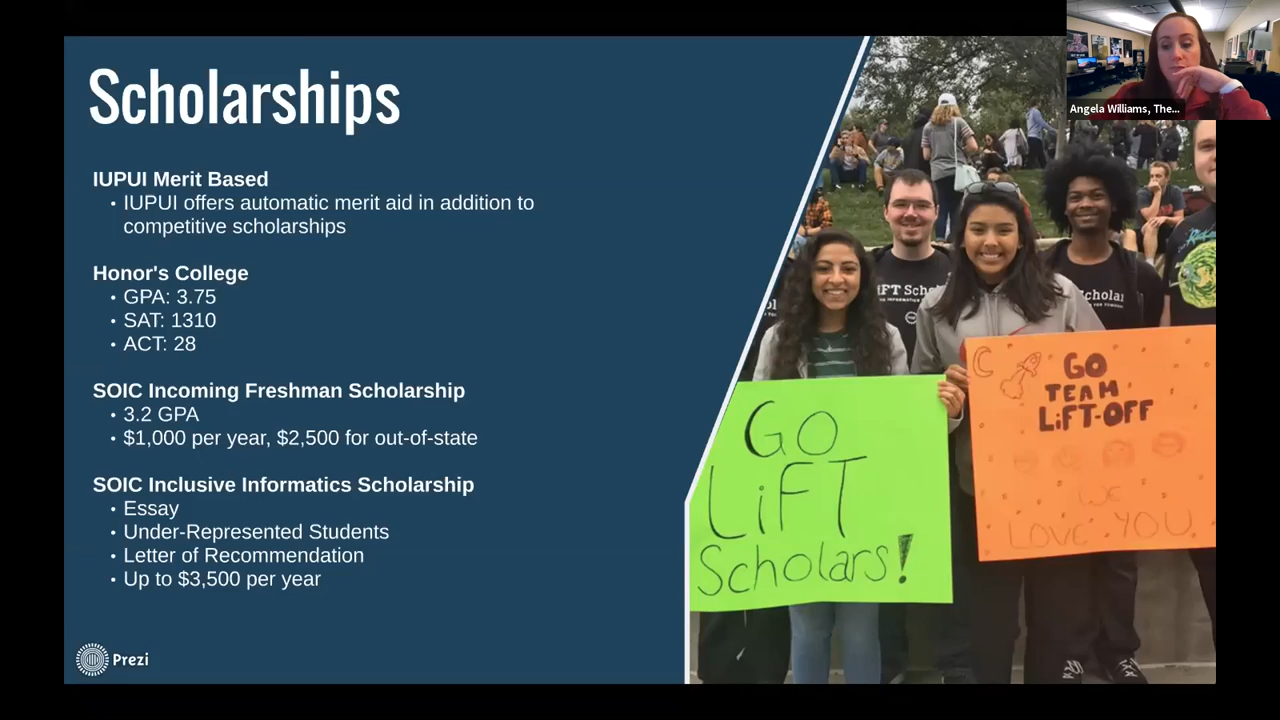 Scholarships
IUPUI Merit Based
• IUPUI offers automatic merit aid in addition to
competitive scholarships
Honor's College
• GPA: 3.75
• SAT: 1310
• ACT: 28
SOIC Incoming Freshman Scholarship
• 3.2 GPA
• $1,000 per year, $2,500 for out-of-state
SOIC Inclusive Informatics Scholarship
• Essay
• Under-Represented Students
• Letter of Recommendation
• Up to $3,500 per year
Prezi
Angela Williams, The...
GO
LiFT
Scholars!
GO
TEAM
LiFT-OFF
WE
LOVE YOU